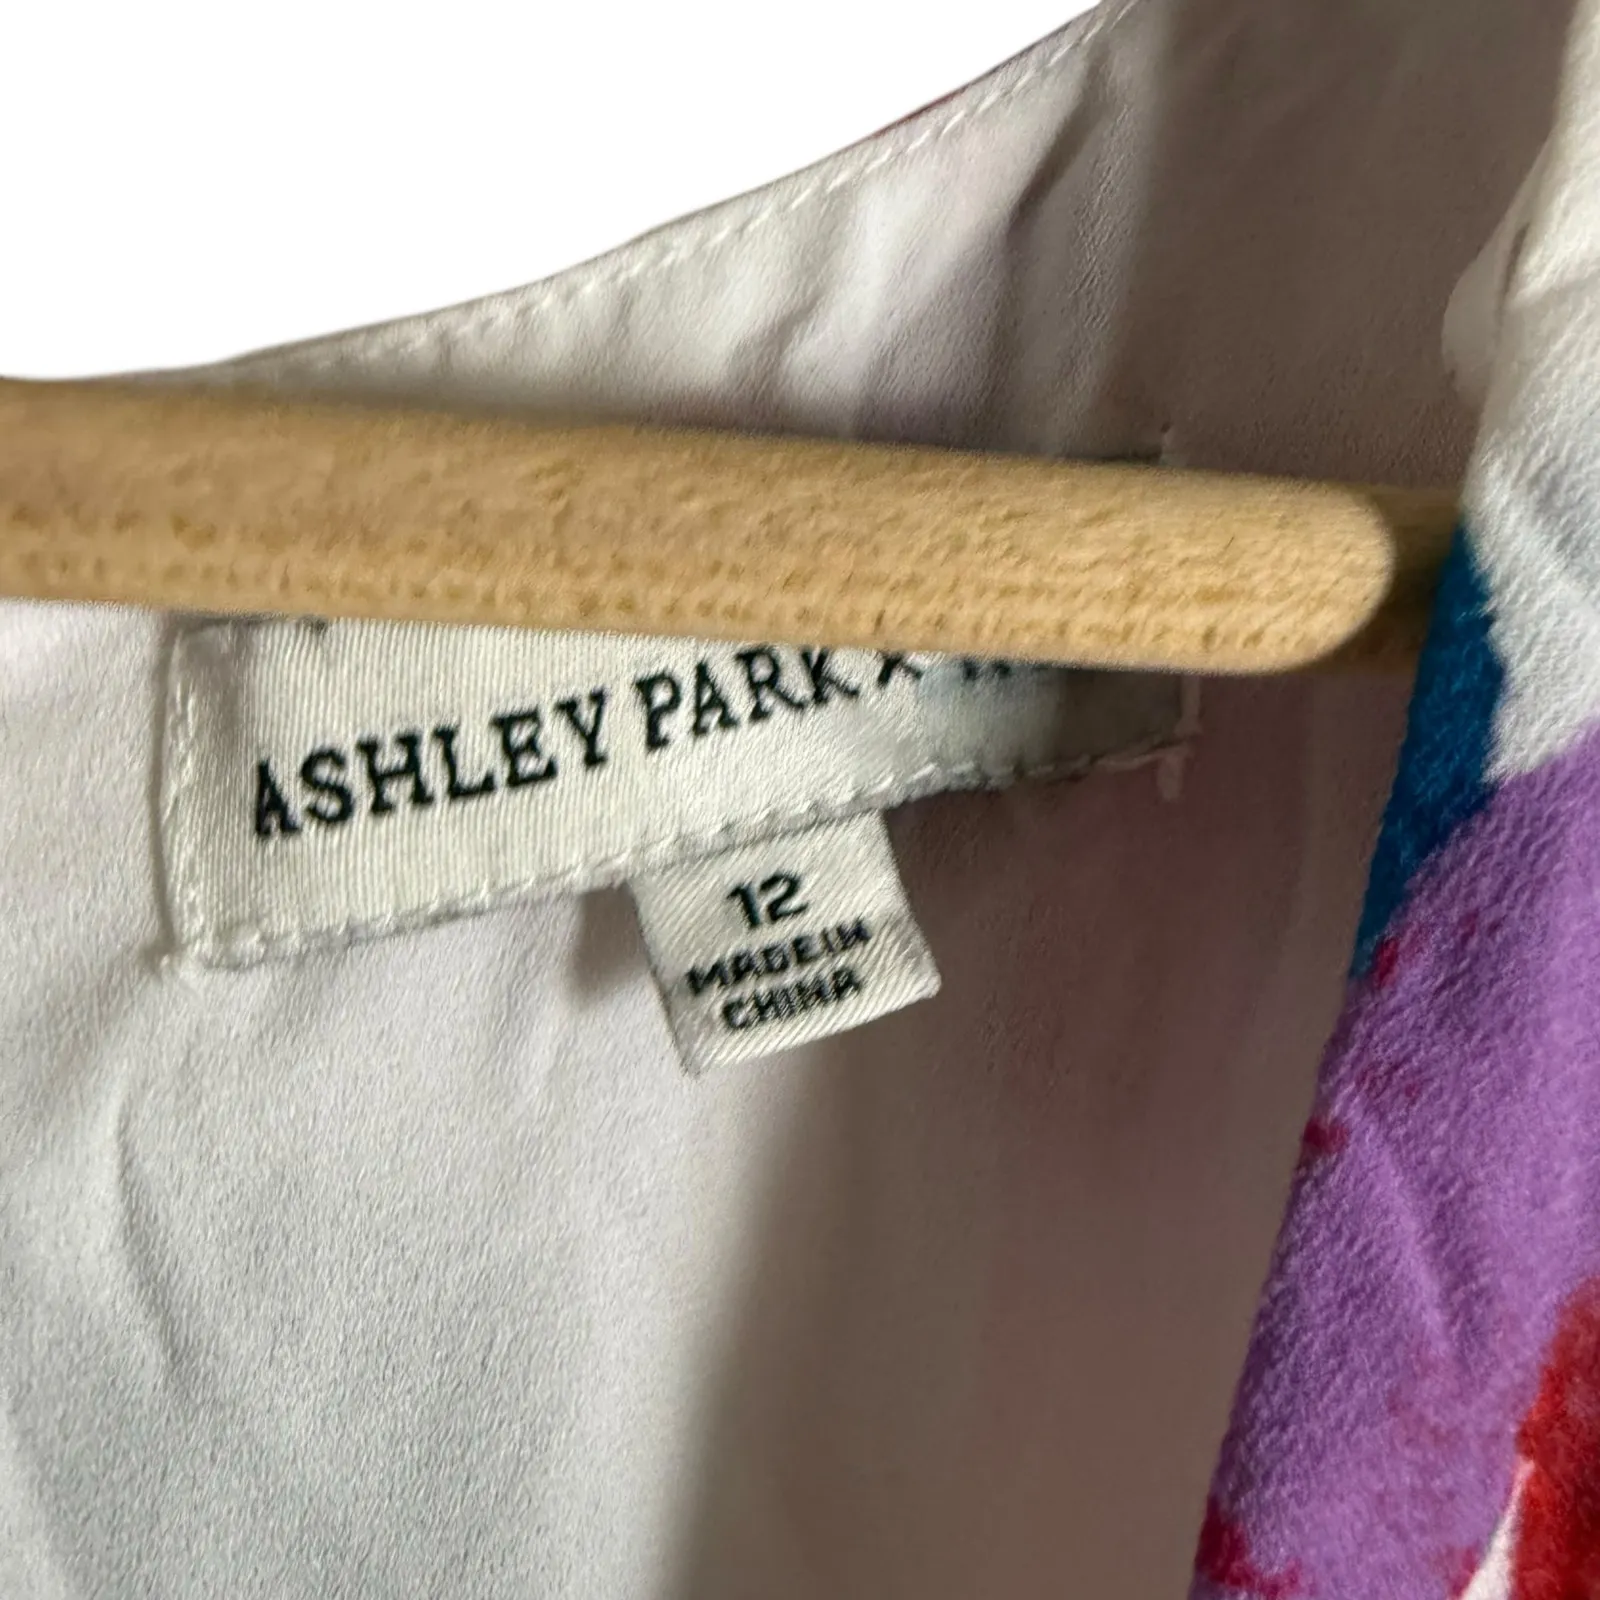 ASHLEY PARK X
12
MADE IN
CHINA